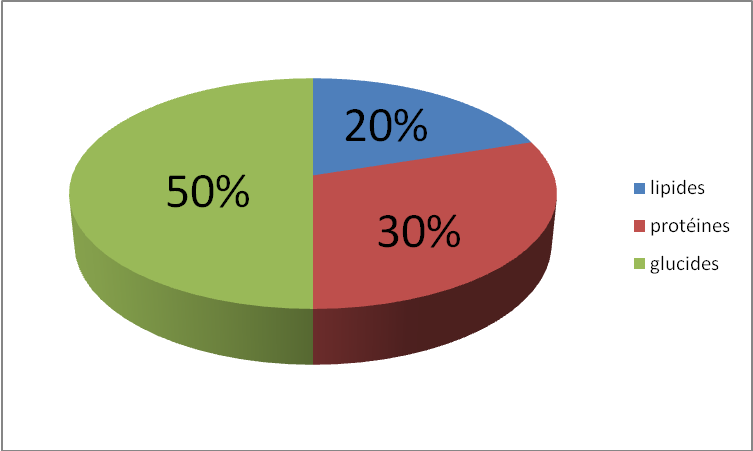 20%
50%
30%
lipides
protéines
glucides